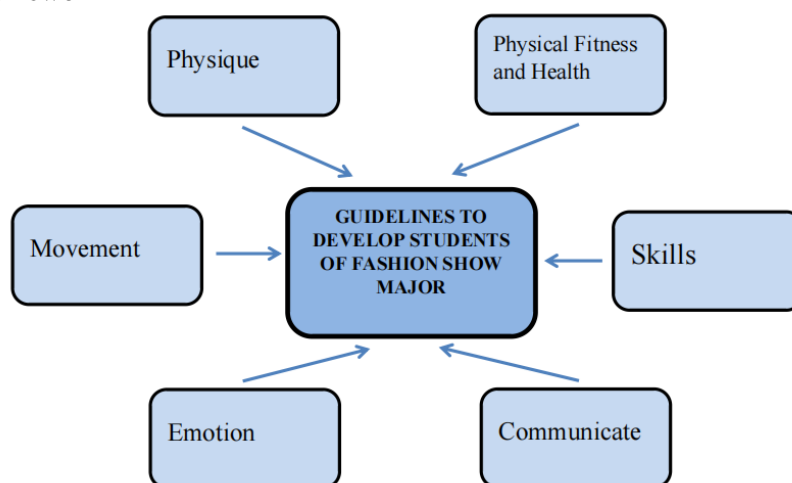 Physique
Physical Fitness
and Health
Movement
GUIDELINES TO
DEVELOP STUDENTS
OF FASHION SHOW
MAJOR
Skills
Emotion
Communicate